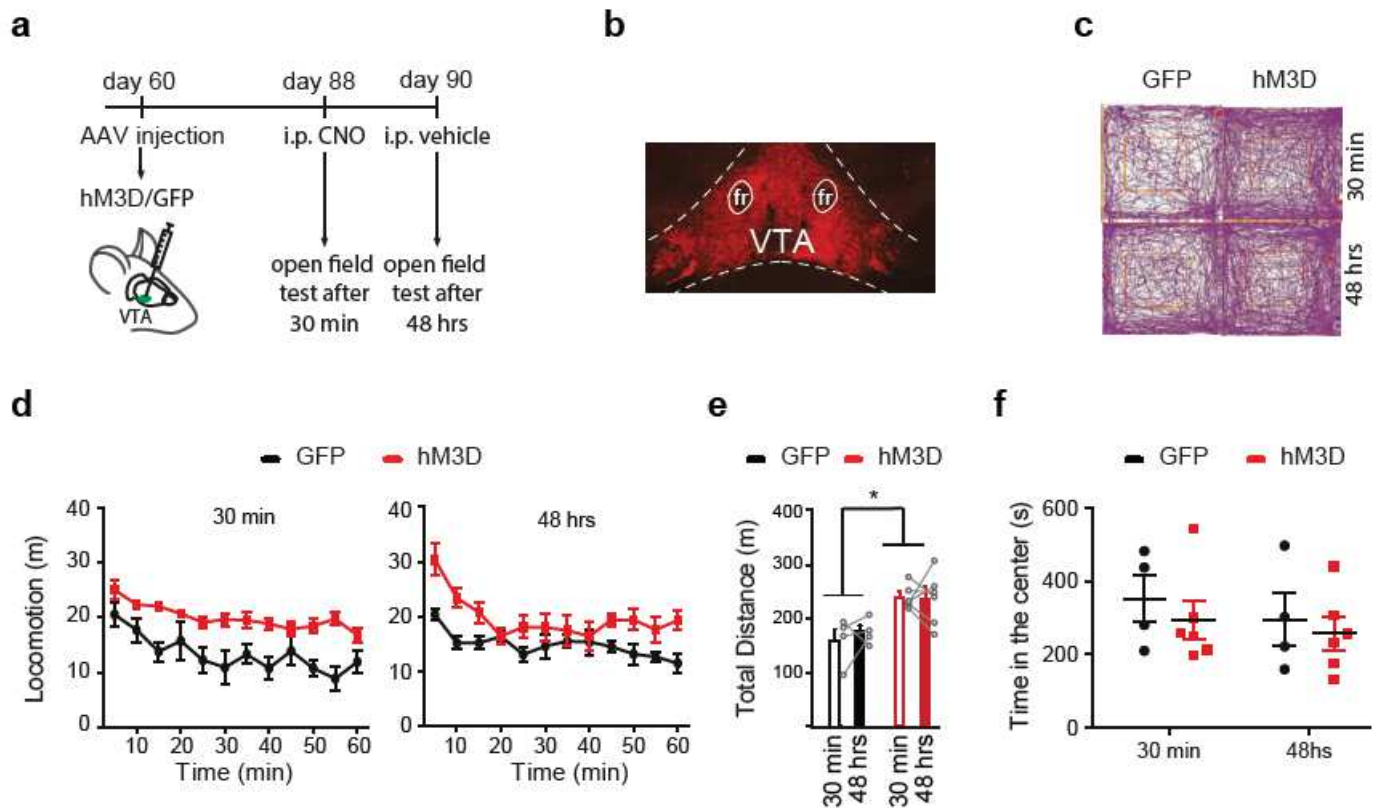 a
day 60
day 88
day 90
AAV injection
i.p. CNO
i.p. vehicle
hM3D/GFP
VTA
open field
test after
30 min
open field
test after
48 hrs
b
fr
fr
VTA
c
GFP
hM3D
30 min
48 hrs
d
GFP
hM3D
Locomotion (m)
40
30
20
10
0
30 min
10
20
30
40
50
60
Time (min)
40
30
20
10
0
48 hrs
10
20
30
40
50
60
Time (min)
e
GFP
hM3D
*
Total Distance (m)
400
300
200
100
30 min
48 hrs
30 min
48 hrs
f
GFP
hM3D
Time in the center (s)
600
400
200
0
30 min
48hs